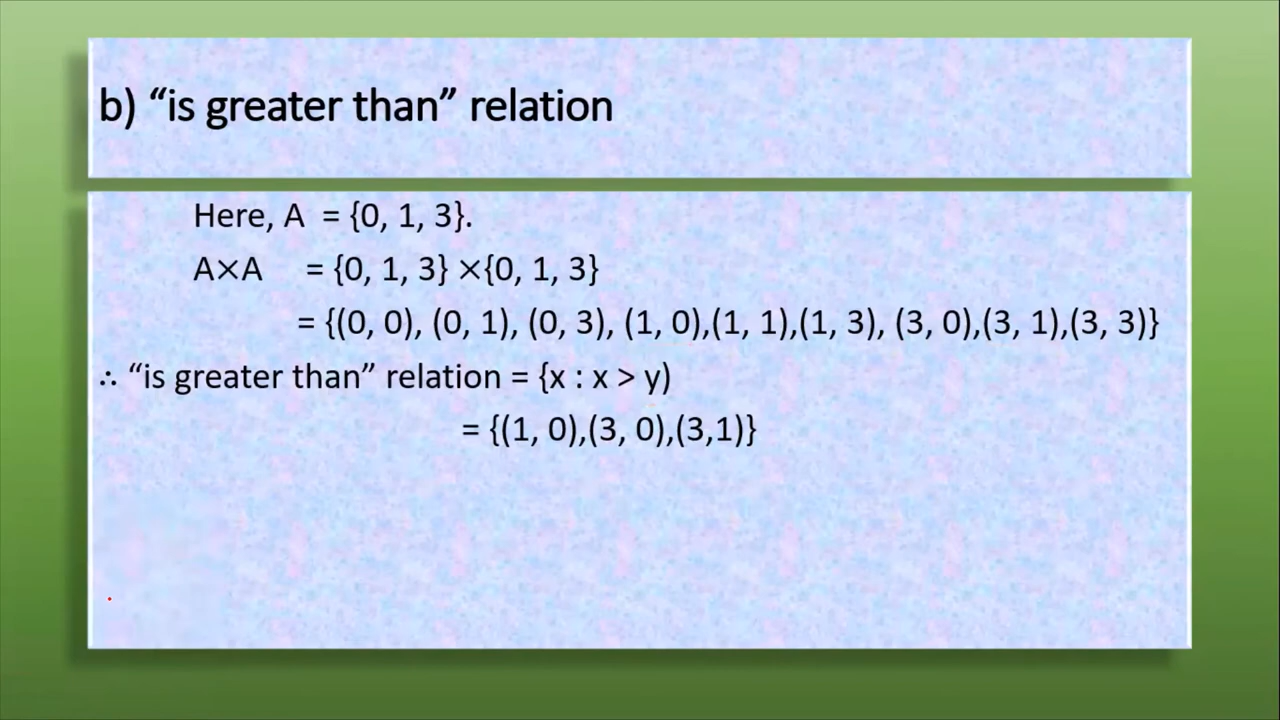 b) “is greater than” relation
Here, A = {0, 1, 3}.
A×A = {0, 1, 3} ×{0, 1, 3}
= {(0, 0), (0, 1), (0, 3), (1, 0),(1, 1),(1, 3), (3, 0),(3, 1),(3, 3)}
∴ “is greater than” relation = {x : x > y)
= {(1, 0),(3, 0),(3,1)}